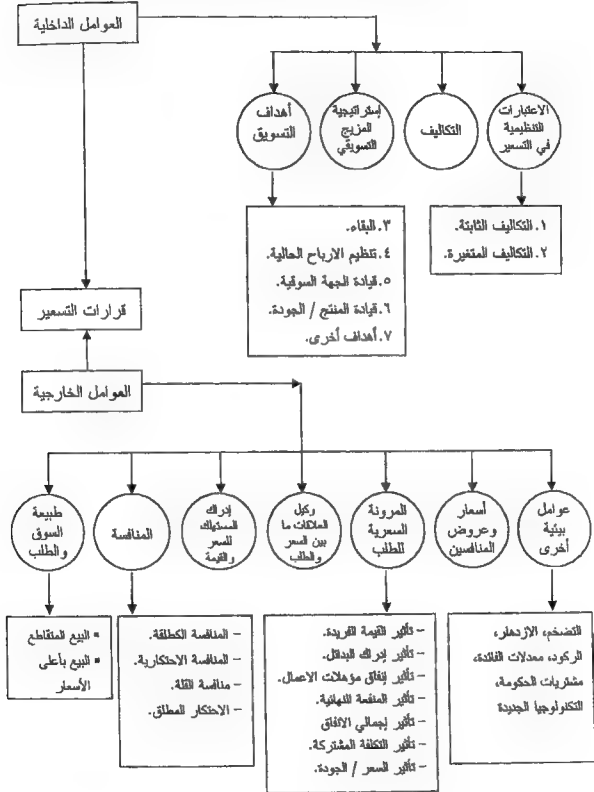 العوامل الداخلية
الاعتبارات
التنظيمية
في التسعير
التكاليف
إستراتيجية
المزيج
التسويقي
أهداف
التسويق
١. التكاليف الثابتة.
٢. التكاليف المتغيرة.
٣. البقاء.
٤. تنظيم الارباح الحالية.
٥. قيادة الجهة السوقية.
٦. قيادة المنتج / الجودة.
٧. أهداف أخرى.
قرارات التسعير
العوامل الخارجية
عوامل
بيئية
أخرى
أسعار
وعروض
المنافسين
المرونة
السعرية
للطلب
العلاقات ما
بين السعر
والطلب
إدراك
المستهلك
للسعر
والقيمة
المنافسة
طبيعة
السوق
والطلب
التضخم، الازدهار،
الركود، معدلات الفائدة،
مشتريات الحكومة،
التكنولوجيا الجديدة
- تأثير القيمة الفريدة.
- تأثير إدراك البدائل.
- تأثير إنفاق مؤهلات الاعمال.
- تأثير المنفعة النهائية.
- تأثير إجمالي الانفاق
- تأثير التكلفة المشتركة.
- تأثير السعر / الجودة.
- المنافسة
- المنافسة الاحتكارية.
- منافسة القلة.
- الاحتكار المطلق.
▪ البيع المتقاطع
▪ البيع بأعلى
الأسعار